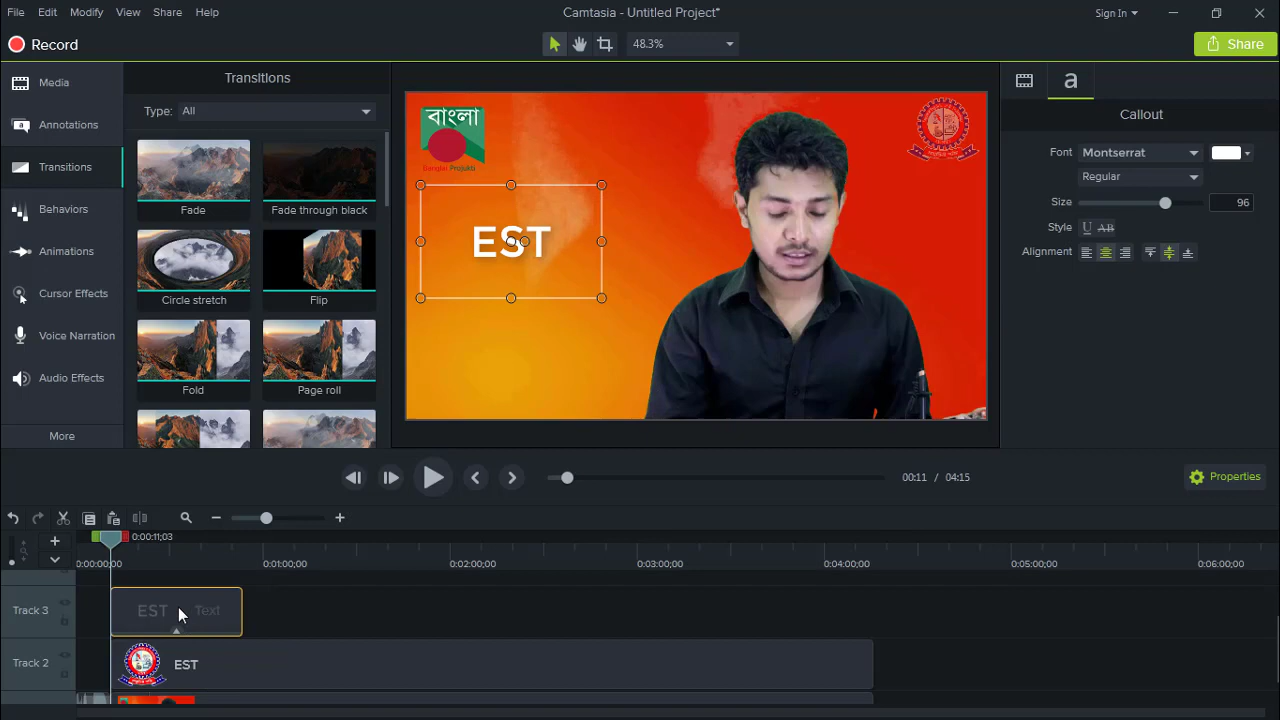 File Edit Modify View Share Help
Camtasia - Untitled Project*
Sign In
Record
48.3%
Share
Media
Annotations
Transitions
Behaviors
Animations
Cursor Effects
Voice Narration
Audio Effects
More
Transitions
Type: All
Fade
Fade through black
Circle stretch
Flip
Fold
Page roll
বাংলা
Banglar Projukti
EST
a
Callout
Font Montserrat
Regular
Size 96
Style U AB
Alignment
00:11 / 04:15
Properties
0:00:11;03
0:00:00;00 0:01:00;00 0:02:00;00 0:03:00;00 0:04:00;00 0:05:00;00 0:06:00;00
Track 3
EST Text
Track 2
EST